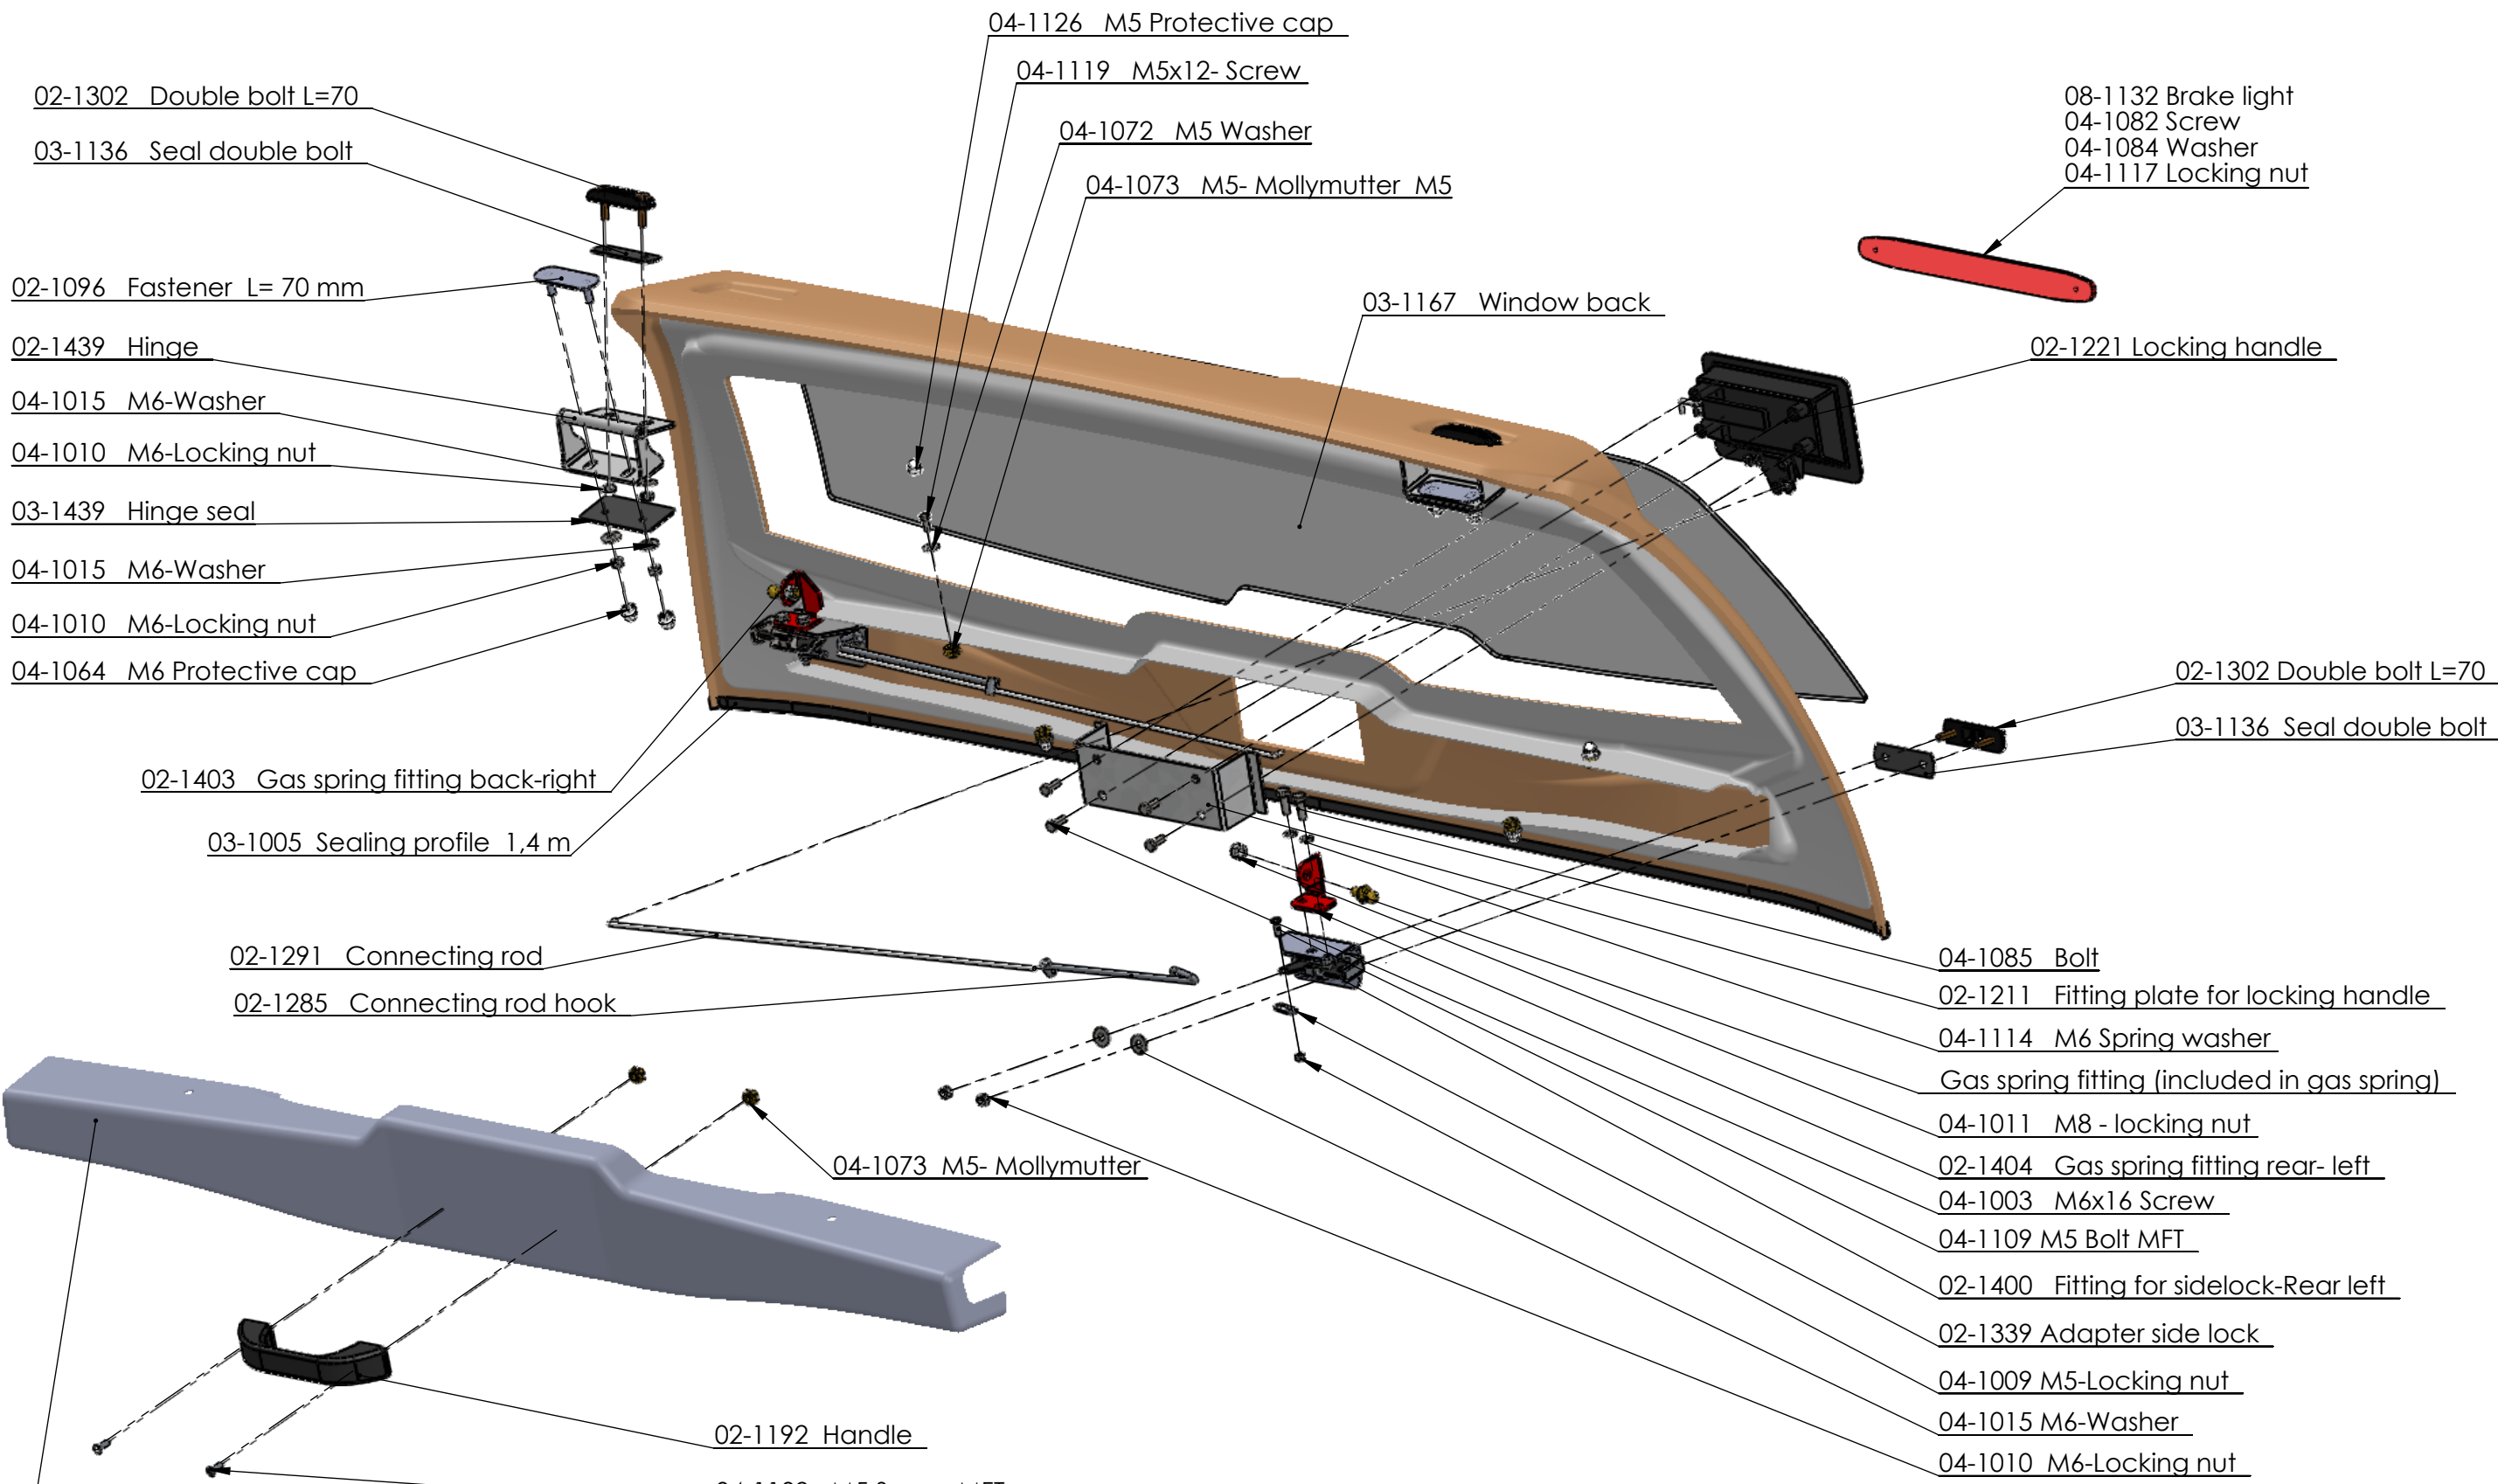 04-1126 M5 Protective cap
04-1119 M5x12- Screw
04-1072 M5 Washer
04-1073 M5- Mollymutter M5
02-1302 Double bolt L=70
03-1136 Seal double bolt
02-1096 Fastener L= 70 mm
02-1439 Hinge
04-1015 M6-Washer
04-1010 M6-Locking nut
03-1439 Hinge seal
04-1015 M6-Washer
04-1010 M6-Locking nut
04-1064 M6 Protective cap
08-1132 Brake light
04-1082 Screw
04-1084 Washer
04-1117 Locking nut
03-1167 Window back
02-1221 Locking handle
02-1302 Double bolt L=70
03-1136 Seal double bolt
02-1403 Gas spring fitting back-right
03-1005 Sealing profile 1,4 m
02-1291 Connecting rod
02-1285 Connecting rod hook
04-1073 M5- Mollymutter
04-1085 Bolt
02-1211 Fitting plate for locking handle
04-1114 M6 Spring washer
Gas spring fitting (included in gas spring)
04-1011 M8 - locking nut
02-1404 Gas spring fitting rear- left
04-1003 M6x16 Screw
04-1109 M5 Bolt MFT
02-1400 Fitting for sidelock-Rear left
02-1339 Adapter side lock
04-1009 M5-Locking nut
04-1015 M6-Washer
04-1010 M6-Locking nut
02-1192 Handle